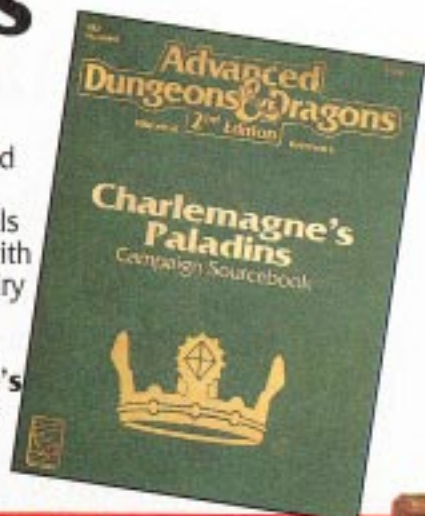 s
d
ls
ith
ry
's
Advanced
Dungeons & Dragons
2nd Edition
Charlemagne's
Paladins
Campaign Sourcebook